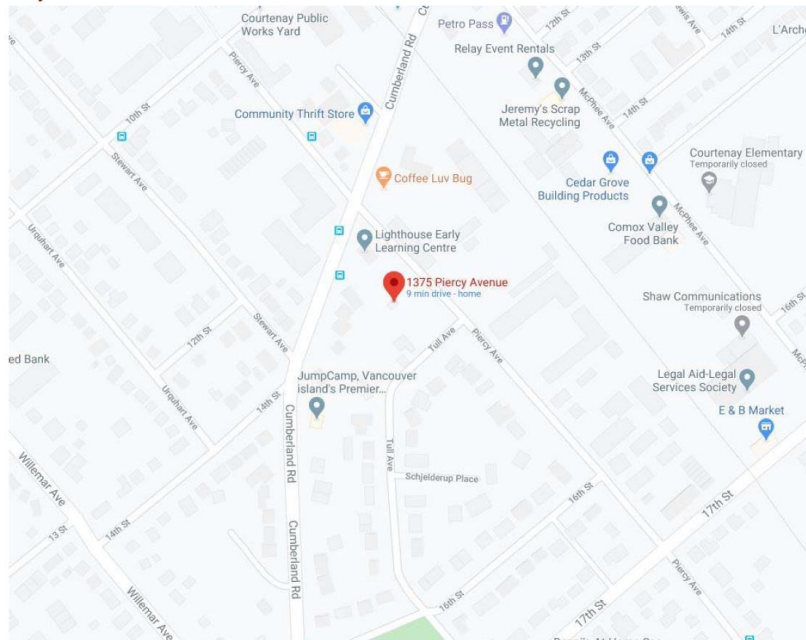 Courtenay Public
Works Yard
Petro Pass
12th St
14th St
L'Arche
Cumberland Rd
Relay Event Rentals
13th St
Piercy Ave
10th St
Jeremy's Scrap
Metal Recycling
McPhee Ave
14th St
Community Thrift Store
Stewart Ave
Coffee Luv Bug
Cedar Grove
Building Products
Courtenay Elementary
Temporarily closed
McPhee Ave
Comox Valley
Food Bank
Lighthouse Early
Learning Centre
Urquhart Ave
1375 Piercy Avenue
9 min drive - home
Shaw Communications
Temporarily closed
16th St
Stewart Ave
12th St
Tull Ave
Piercy Ave
ed Bank
JumpCamp, Vancouver
island's Premier...
Legal Aid-Legal
Services Society
Urquhart Ave
14th St
Cumberland Rd
E & B Market
Tull Ave
Schjelderup Place
Willemar Ave
16th St
17th St
13 St
14th St
Cumberland Rd
Willemar Ave
Piercy Ave
16th St
17th St